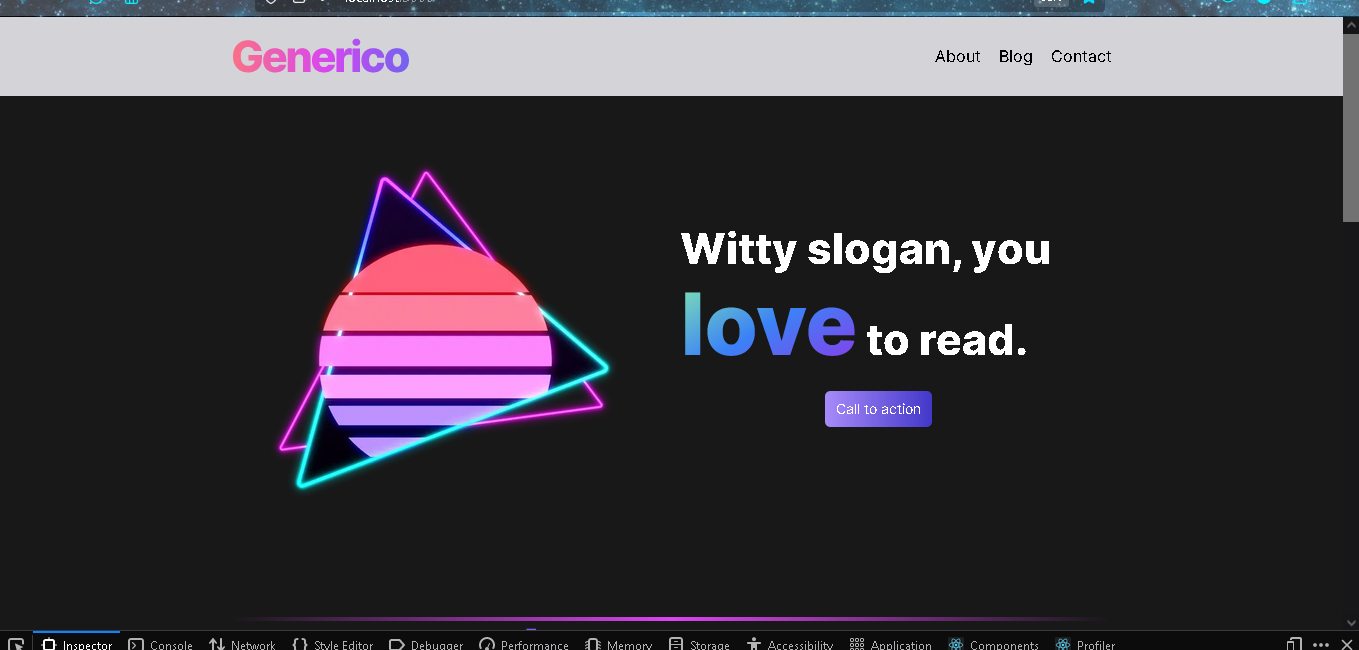 Generico
About Blog Contact
Witty slogan, you
love to read.
Call to action
Inspector Console Network Style Editor Debugger Performance Memory Storage Accessibility Application Components Profiler